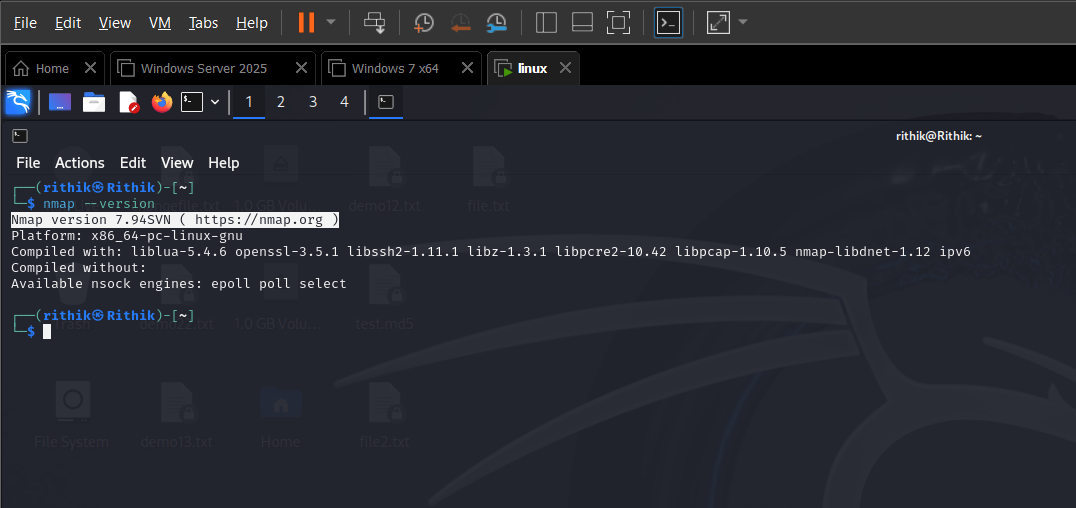 File Edit View VM Tabs Help
Home Windows Server 2025 Windows 7 x64 linux
1 2 3 4
rithik@Rithik: ~
File Actions Edit View Help
┌──(rithik㉿Rithik)-[~]
└─$ nmap --version
Nmap version 7.94SVN ( https://nmap.org )
Platform: x86_64-pc-linux-gnu
Compiled with: liblua-5.4.6 openssl-3.5.1 libssh2-1.11.1 libz-1.3.1 libpcre2-10.42 libpcap-1.10.5 nmap-libdnet-1.12 ipv6
Compiled without:
Available nsock engines: epoll poll select
┌──(rithik㉿Rithik)-[~]
└─$
demo12.txt file.txt
Trash demo22.txt 1.0 GB Volu... test.md5
File System demo13.txt Home file2.txt